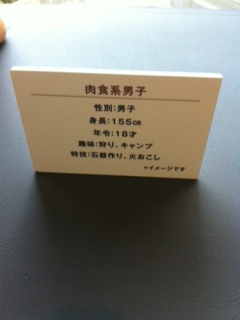 肉食系男子
性別:男子
身長:155cm
年令:18才
趣味:狩り、キャンプ
特技:石器作り、火おこし
*イメージです